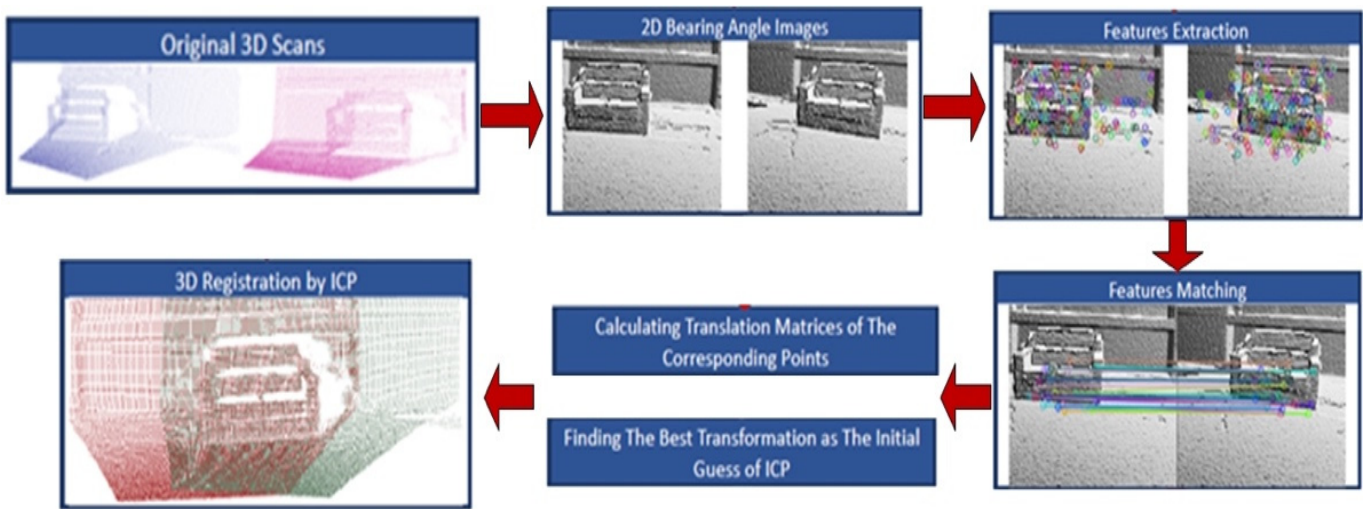 Original 3D Scans
2D Bearing Angle Images
Features Extraction
Features Matching
Calculating Translation Matrices of The
Corresponding Points
Finding The Best Transformation as The Initial
Guess of ICP
3D Registration by ICP